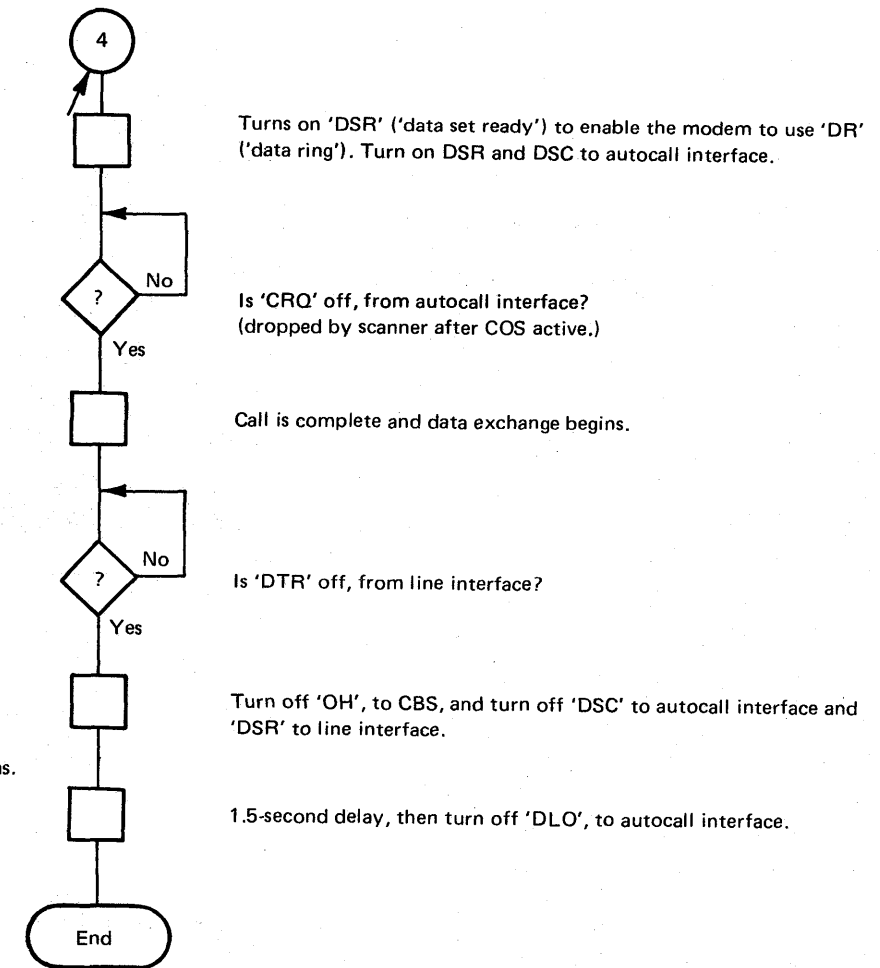 4
Turns on 'DSR' ('data set ready') to enable the modem to use 'DR'
('data ring'). Turn on DSR and DSC to autocall interface.
No
?
Is 'CRQ' off, from autocall interface?
(dropped by scanner after COS active.)
Yes
Call is complete and data exchange begins.
No
?
Is 'DTR' off, from line interface?
Yes
Turn off 'OH', to CBS, and turn off 'DSC' to autocall interface and
'DSR' to line interface.
1.5-second delay, then turn off 'DLO', to autocall interface.
End